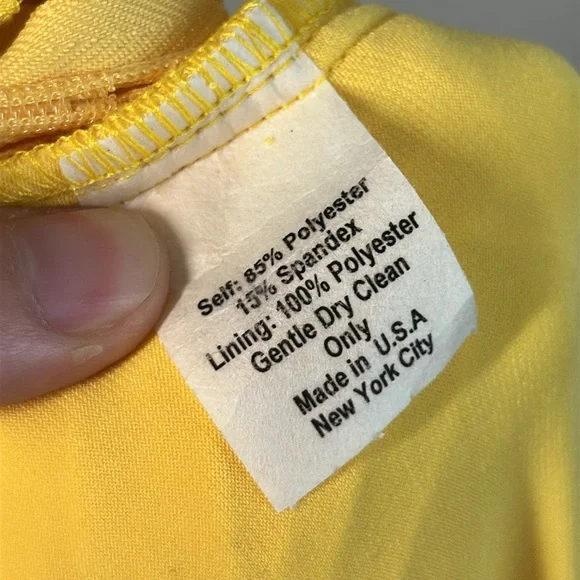 Self: 85% Polyester
15% Spandex
Lining: 100% Polyester
Gentle Dry Clean
Only
Made in U.S.A
New York City